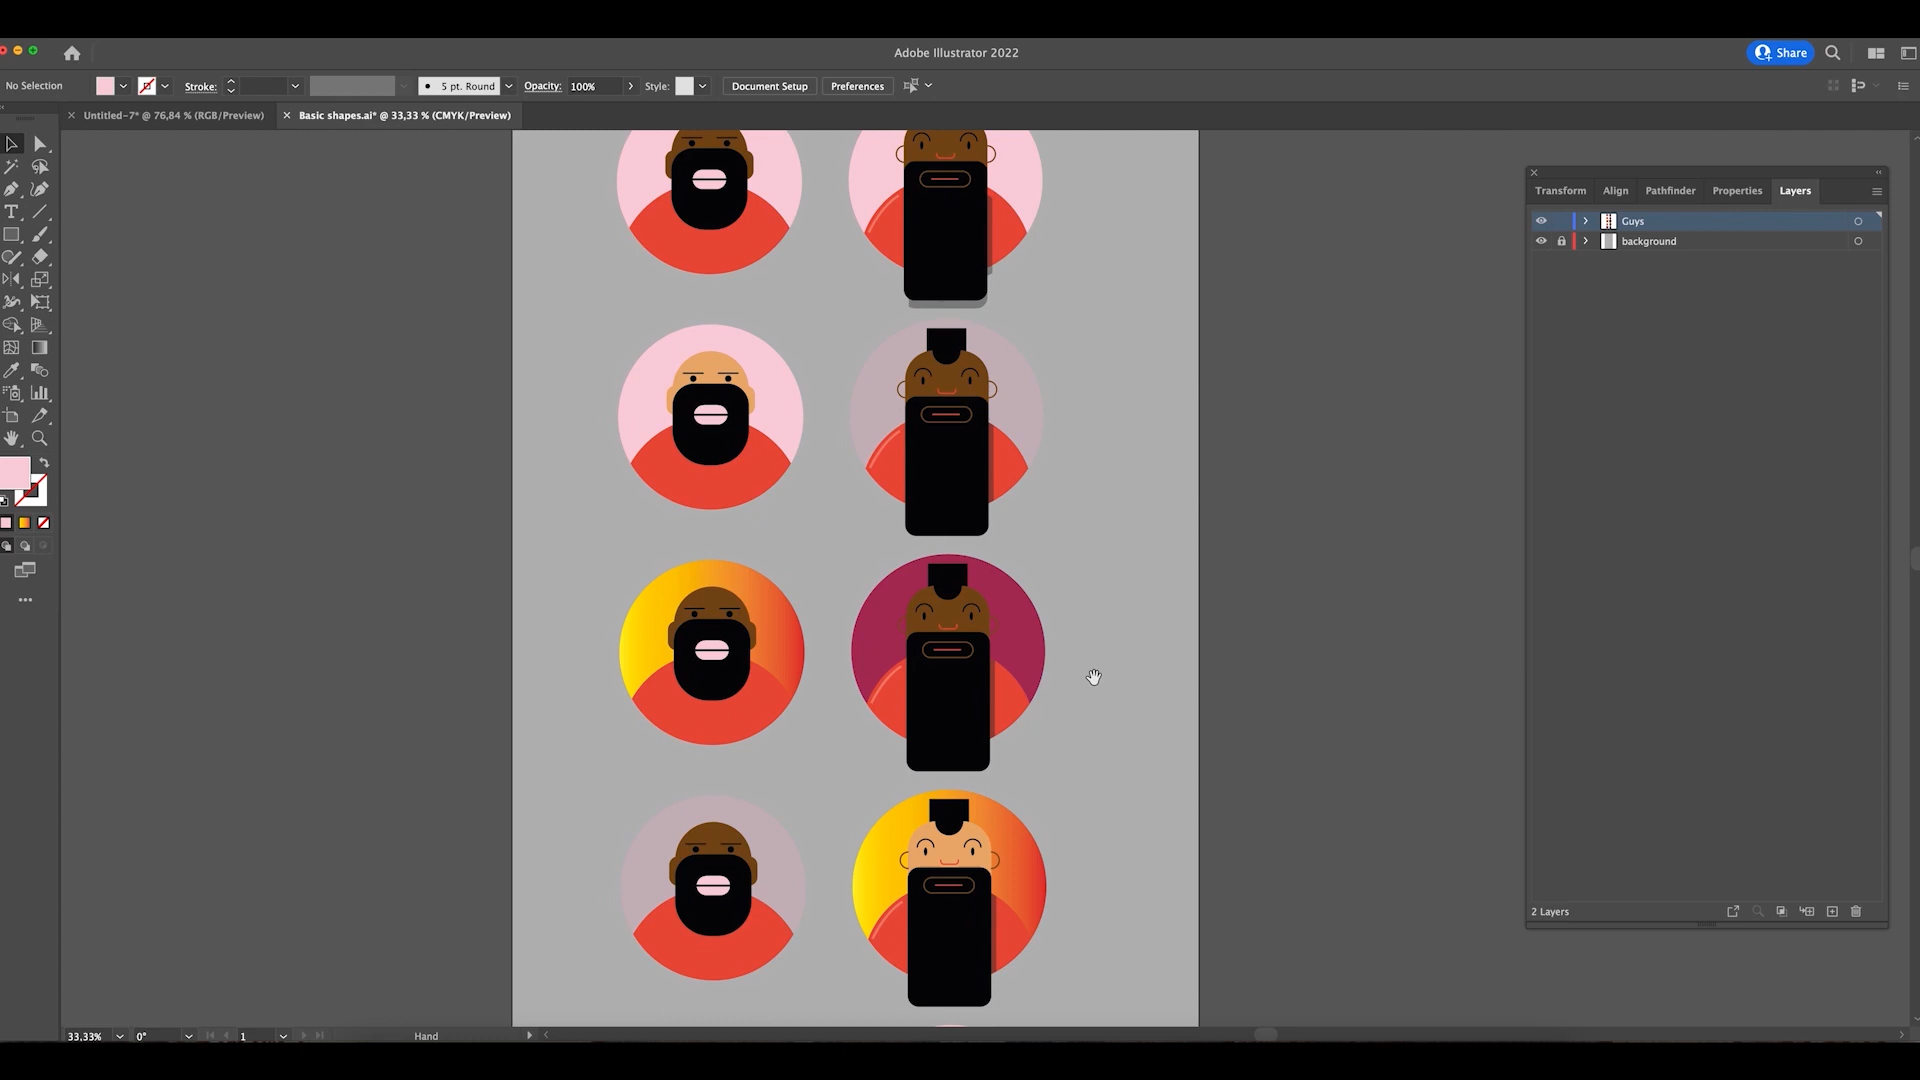 Adobe Illustrator 2022
Share
No Selection
Stroke:
5 pt. Round
Opacity: 100%
Style:
Document Setup
Preferences
Untitled-7* @ 76,84 % (RGB/Preview)
Basic shapes.ai* @ 33,33 % (CMYK/Preview)
Transform
Align
Pathfinder
Properties
Layers
Guys
background
2 Layers
33,33%
0°
1
Hand